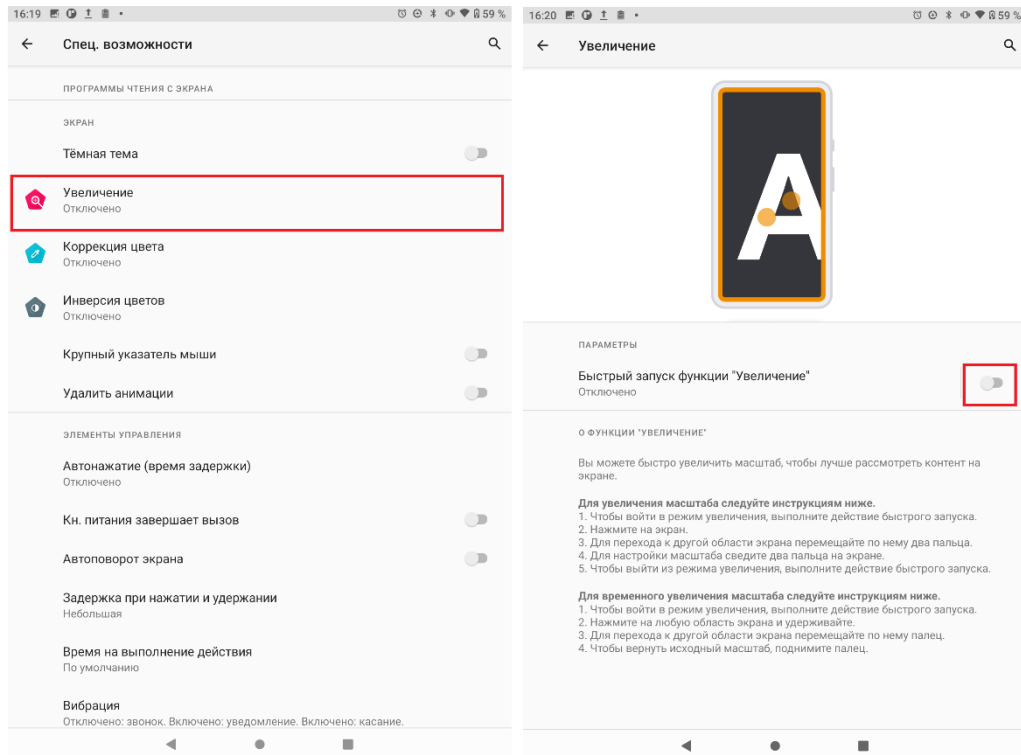 16:19
59 %
Спец. возможности
ПРОГРАММЫ ЧТЕНИЯ С ЭКРАНА
ЭКРАН
Тёмная тема
Увеличение
Отключено
Коррекция цвета
Отключено
Инверсия цветов
Отключено
Крупный указатель мыши
Удалить анимации
ЭЛЕМЕНТЫ УПРАВЛЕНИЯ
Автонажатие (время задержки)
Отключено
Кн. питания завершает вызов
Автоповорот экрана
Задержка при нажатии и удержании
Небольшая
Время на выполнение действия
По умолчанию
Вибрация
Отключено: звонок. Включено: уведомление. Включено: касание.
16:20
59 %
Увеличение
A
ПАРАМЕТРЫ
Быстрый запуск функции "Увеличение"
Отключено
О ФУНКЦИИ "УВЕЛИЧЕНИЕ"
Вы можете быстро увеличить масштаб, чтобы лучше рассмотреть контент на
экране.
Для увеличения масштаба следуйте инструкциям ниже.
1. Чтобы войти в режим увеличения, выполните действие быстрого запуска.
2. Нажмите на экран.
3. Для перехода к другой области экрана перемещайте по нему два пальца.
4. Для настройки масштаба сведите два пальца на экране.
5. Чтобы выйти из режима увеличения, выполните действие быстрого запуска.
Для временного увеличения масштаба следуйте инструкциям ниже.
1. Чтобы войти в режим увеличения, выполните действие быстрого запуска.
2. Нажмите на любую область экрана и удерживайте.
3. Для перехода к другой области экрана перемещайте по нему палец.
4. Чтобы вернуть исходный масштаб, поднимите палец.